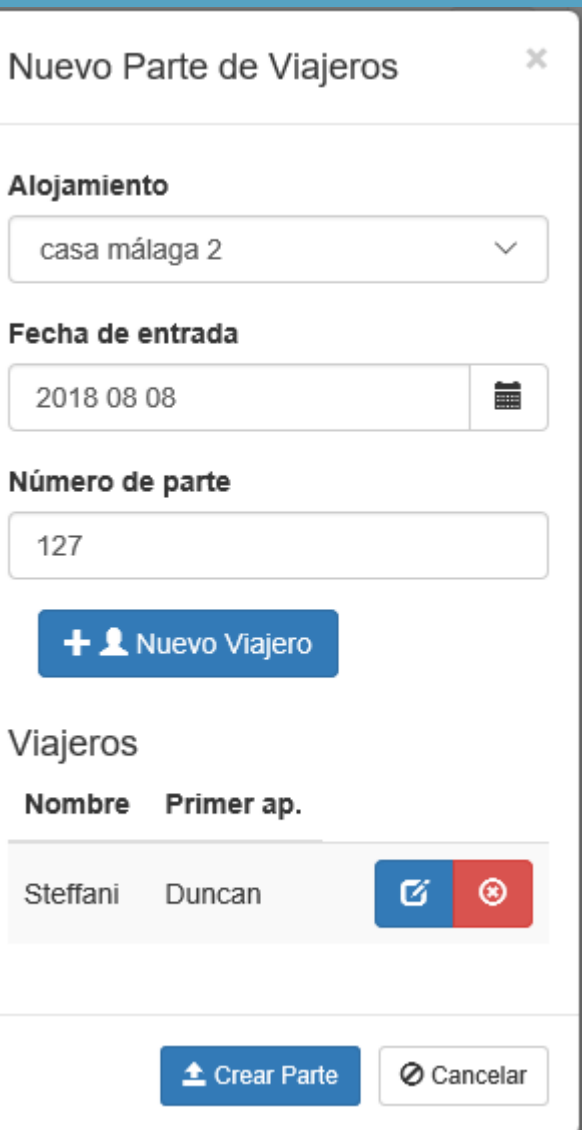 Nuevo Parte de Viajeros ×
Alojamiento
casa málaga 2
Fecha de entrada
2018 08 08
Número de parte
127
Nuevo Viajero
Viajeros
Nombre Primer ap.
Steffani Duncan
Crear Parte Cancelar